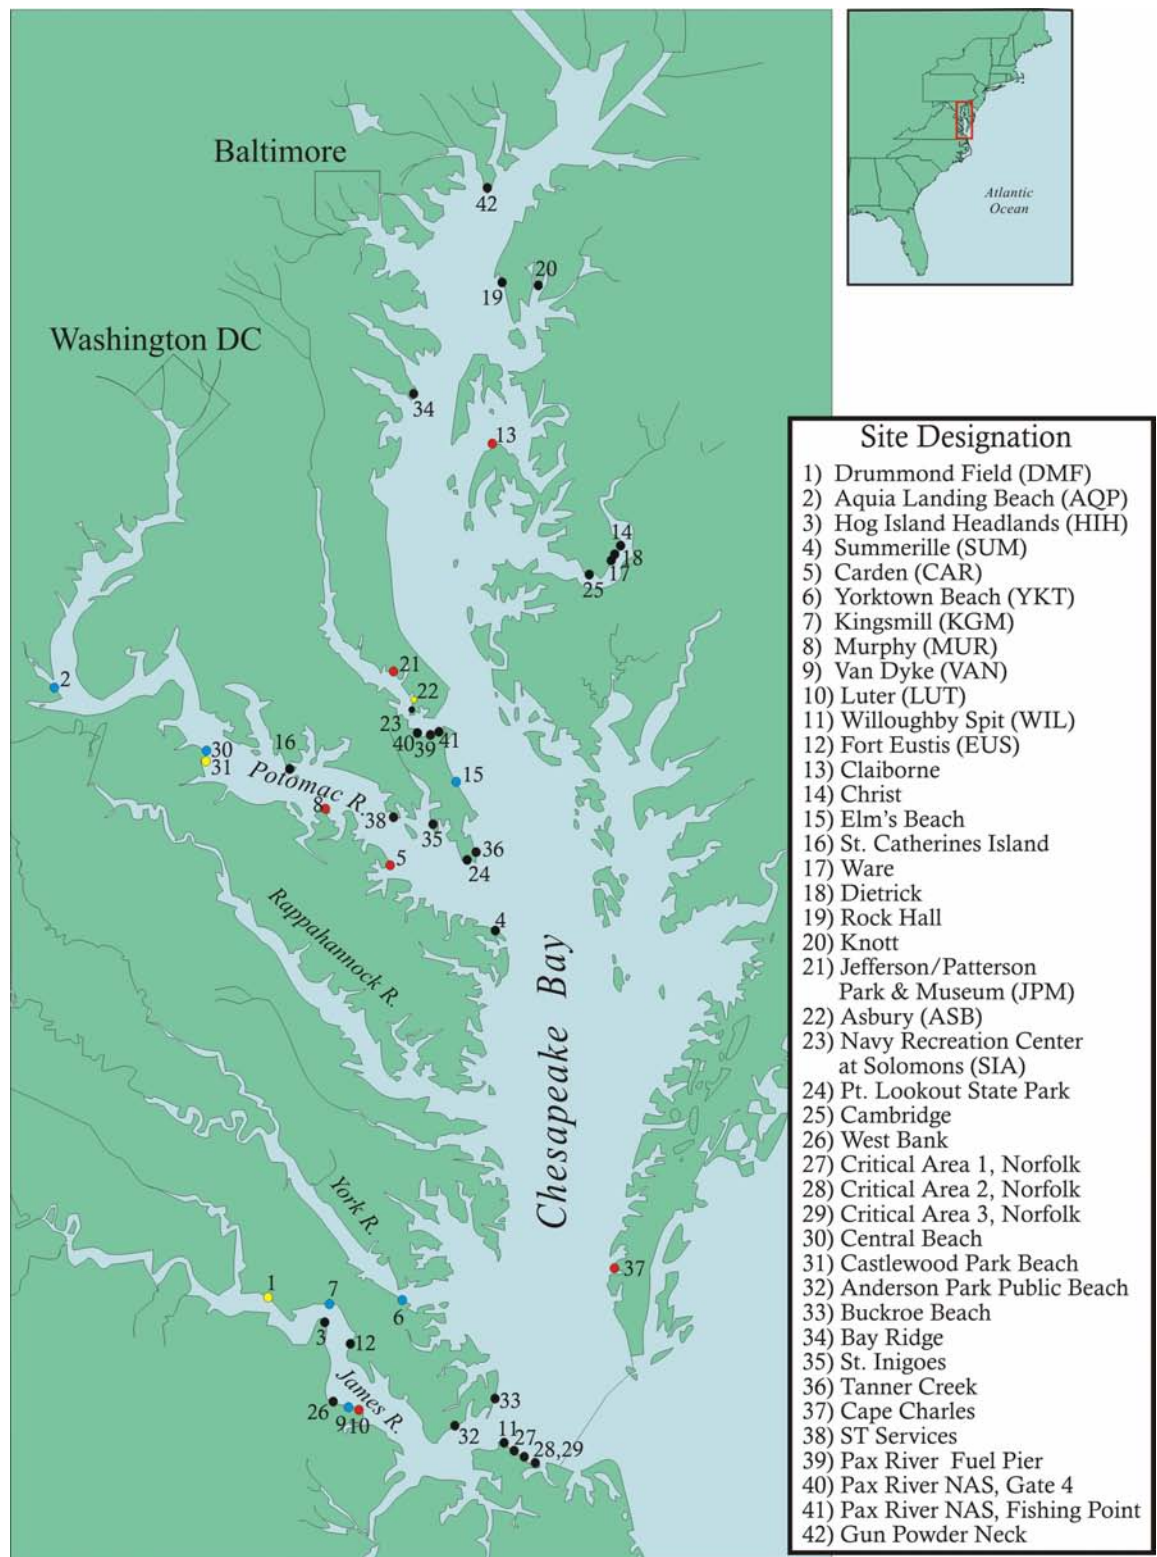 Baltimore
42
20
19
Washington DC
34
13
14
18
17
25
21
2
22
23
40
39
41
30
16
31
Potomac R.
15
8
38
35
36
5
24
4
Rappahannock R.
Chesapeake Bay
York R.
37
1
7
6
3
12
James R.
33
26
9
10
32
11
27
28,29
Atlantic
Ocean
Site Designation
1) Drummond Field (DMF)
2) Aquia Landing Beach (AQP)
3) Hog Island Headlands (HIH)
4) Summerille (SUM)
5) Carden (CAR)
6) Yorktown Beach (YKT)
7) Kingsmill (KGM)
8) Murphy (MUR)
9) Van Dyke (VAN)
10) Luter (LUT)
11) Willoughby Spit (WIL)
12) Fort Eustis (EUS)
13) Claiborne
14) Christ
15) Elm's Beach
16) St. Catherines Island
17) Ware
18) Dietrick
19) Rock Hall
20) Knott
21) Jefferson/Patterson
Park & Museum (JPM)
22) Asbury (ASB)
23) Navy Recreation Center
at Solomons (SIA)
24) Pt. Lookout State Park
25) Cambridge
26) West Bank
27) Critical Area 1, Norfolk
28) Critical Area 2, Norfolk
29) Critical Area 3, Norfolk
30) Central Beach
31) Castlewood Park Beach
32) Anderson Park Public Beach
33) Buckroe Beach
34) Bay Ridge
35) St. Inigoes
36) Tanner Creek
37) Cape Charles
38) ST Services
39) Pax River Fuel Pier
40) Pax River NAS, Gate 4
41) Pax River NAS, Fishing Point
42) Gun Powder Neck